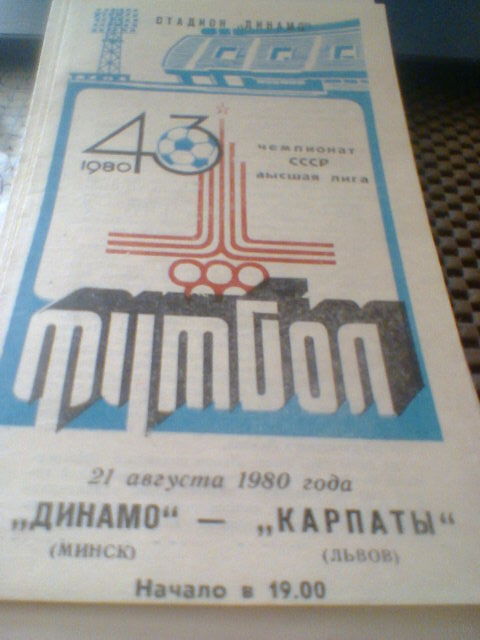 СТАДИОН „ДИНАМО"
43
1980
чемпионат
СССР
высшая лига
футбол
21 августа 1980 года
„ДИНАМО“ — „КАРПАТЫ“
(МИНСК) (ЛЬВОВ)
Начало в 19.00